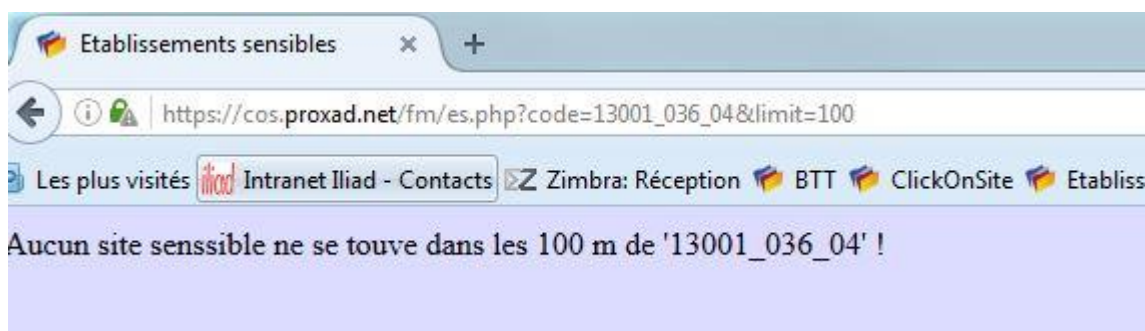 Etablissements sensibles
https://cos.proxad.net/fm/es.php?code=13001_036_04&limit=100
Les plus visités iliad Intranet Iliad - Contacts Zimbra: Réception BTT ClickOnSite Etabliss
Aucun site senssible ne se touve dans les 100 m de '13001_036_04' !